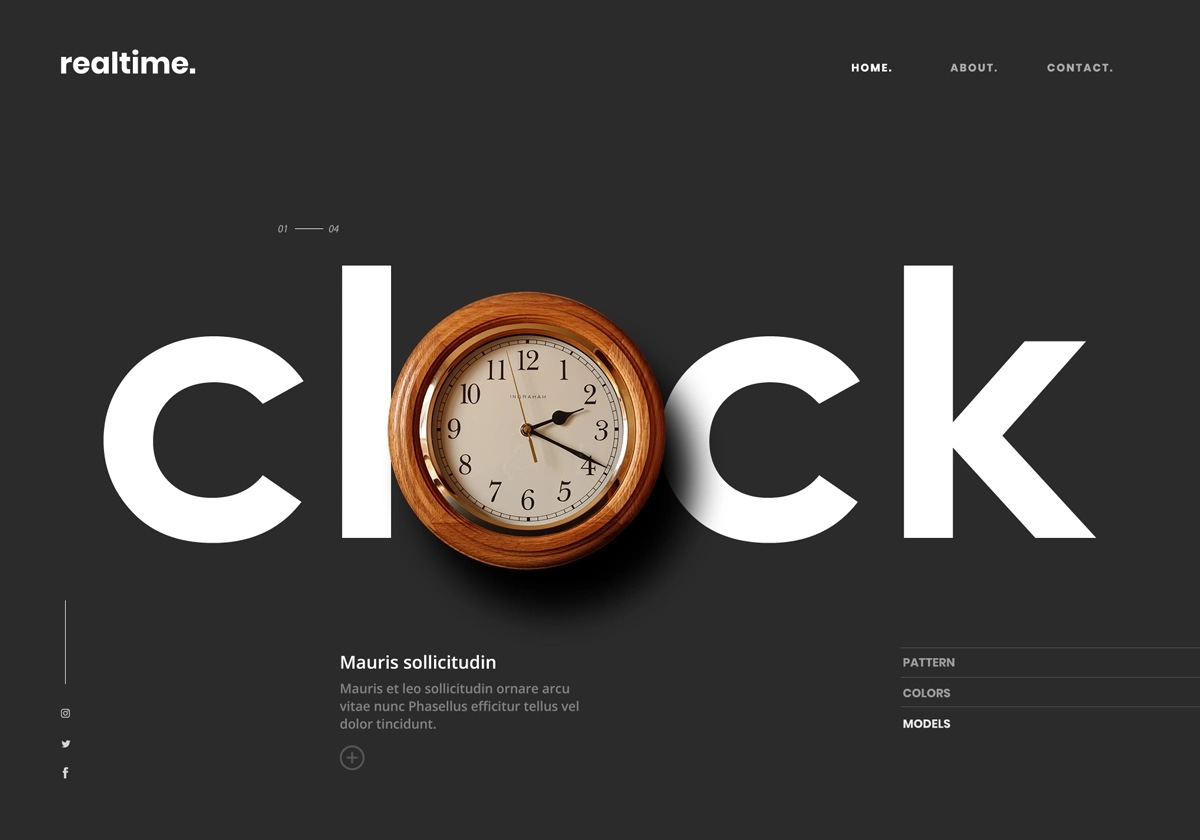 realtime.
HOME. ABOUT. CONTACT.
01 04
clock
12
1
2
3
4
5
6
7
8
9
10
11
INGRAHAM
Mauris sollicitudin
Mauris et leo sollicitudin ornare arcu
vitae nunc Phasellus efficitur tellus vel
dolor tincidunt.
PATTERN
COLORS
MODELS